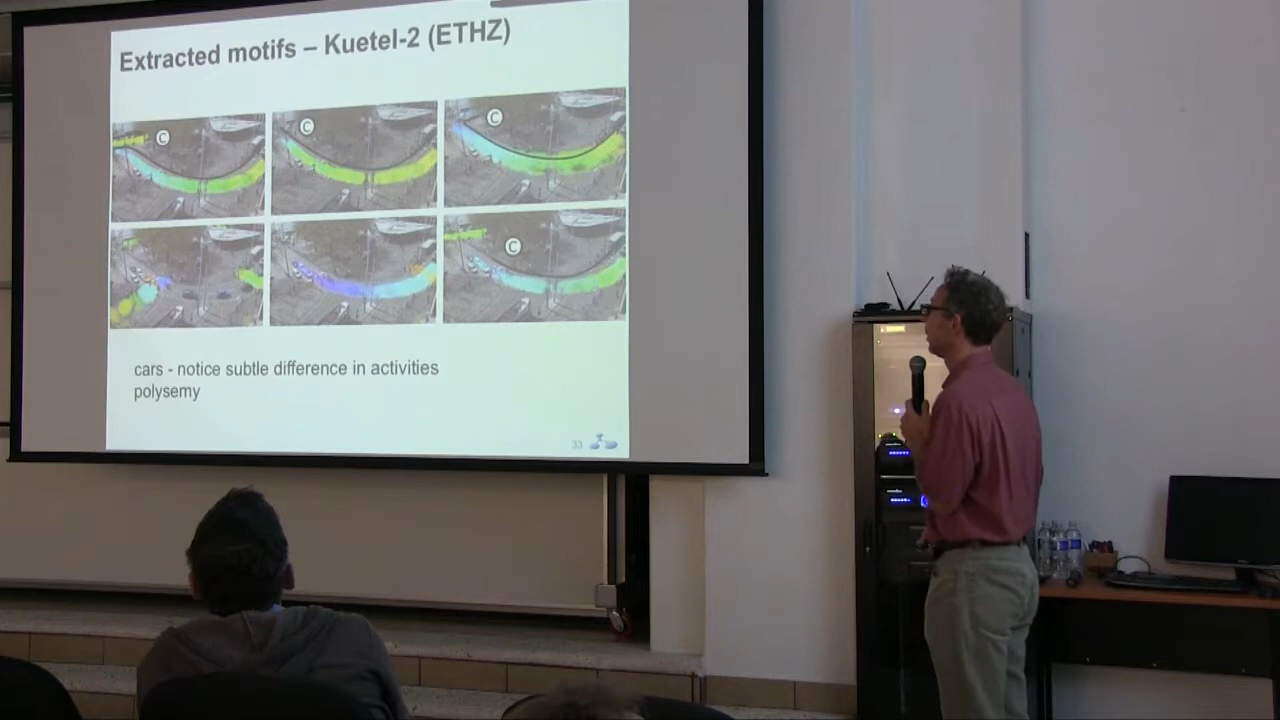 Extracted motifs – Kuetel-2 (ETHZ)
C
C
C
C
cars - notice subtle difference in activities
polysemy
33